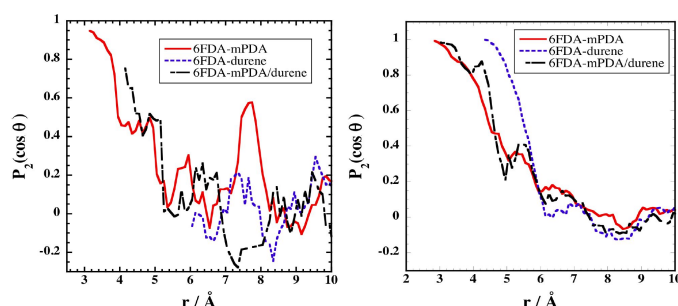 6FDA-mPDA
6FDA-durene
6FDA-mPDA/durene
P2(cos θ)
1
0.8
0.6
0.4
0.2
0
-0.2
3 4 5 6 7 8 9 10
r / Å
6FDA-mPDA
6FDA-durene
6FDA-mPDA/durene
P2(cos θ)
1
0.8
0.6
0.4
0.2
0
-0.2
2 3 4 5 6 7 8 9 10
r / Å